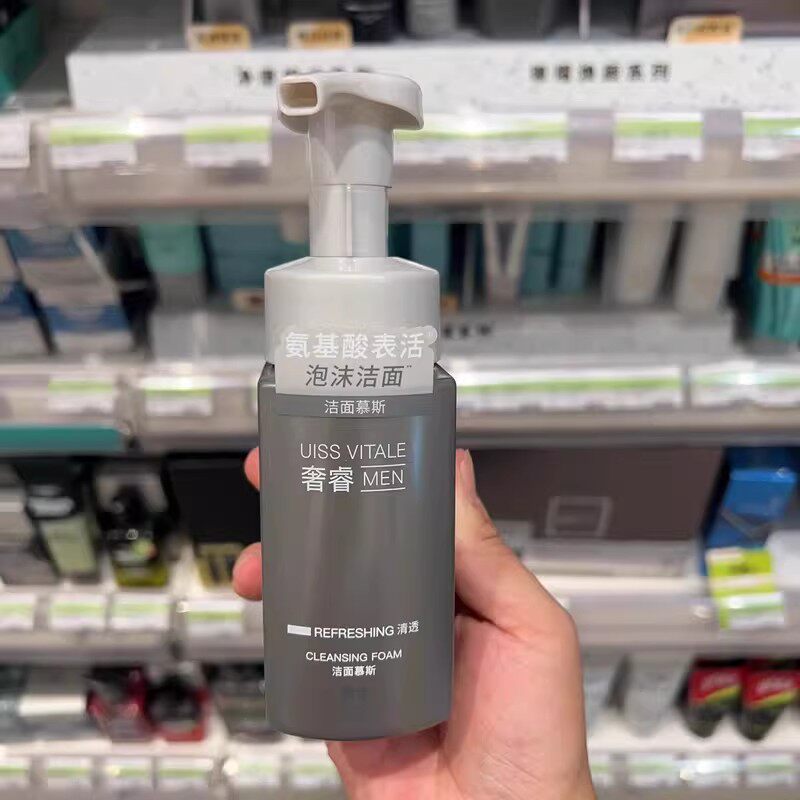 氨基酸表活
泡沫洁面
洁面慕斯
UISS VITALE
奢睿 MEN
REFRESHING 清透
CLEANSING FOAM
洁面慕斯